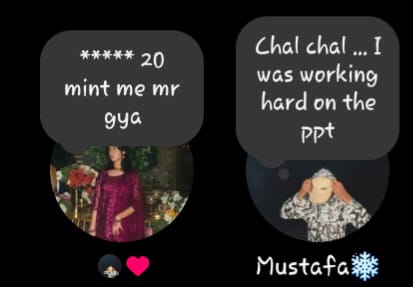 ***** 20
mint me mr
gya
Chal chal ... I
was working
hard on the
ppt
Mustafa❄️